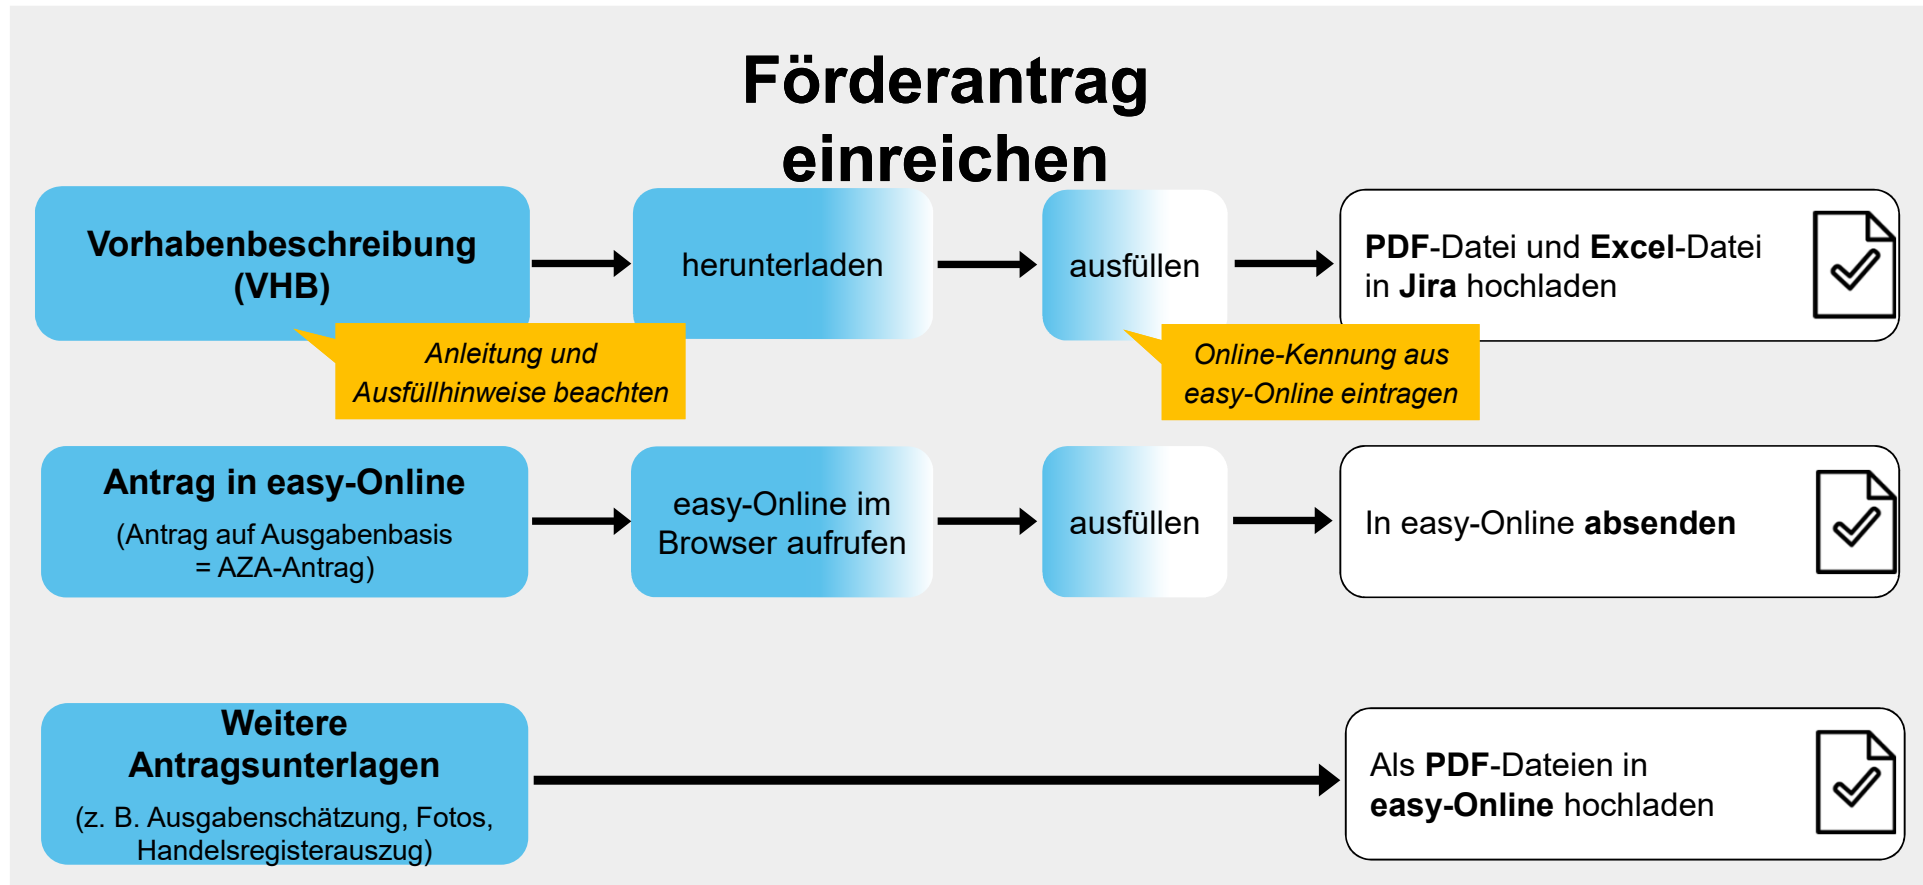 Förderantrag
einreichen
Vorhabenbeschreibung
(VHB)
herunterladen
ausfüllen
PDF-Datei und Excel-Datei
in Jira hochladen
Anleitung und
Ausfüllhinweise beachten
Online-Kennung aus
easy-Online eintragen
Antrag in easy-Online
(Antrag auf Ausgabenbasis
= AZA-Antrag)
easy-Online im
Browser aufrufen
ausfüllen
In easy-Online absenden
Weitere
Antragsunterlagen
(z. B. Ausgabenschätzung, Fotos,
Handelsregisterauszug)
Als PDF-Dateien in
easy-Online hochladen